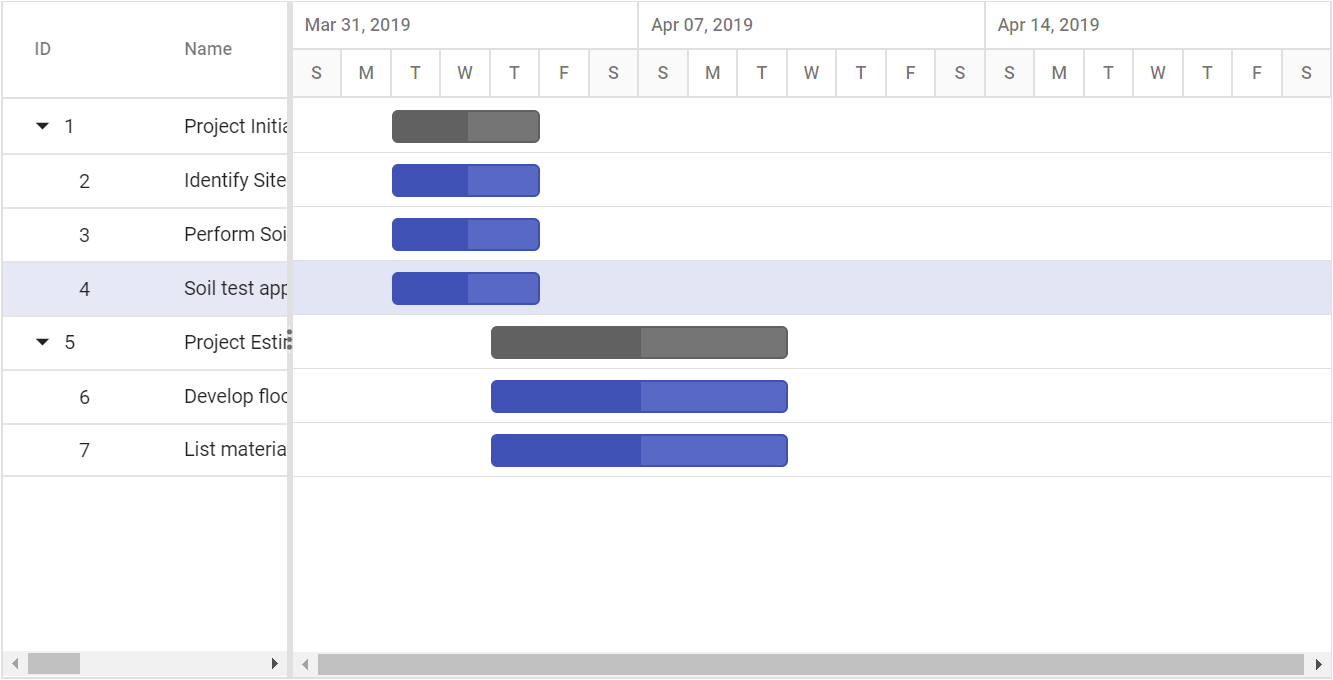 ID Name Mar 31, 2019 Apr 07, 2019 Apr 14, 2019
S M T W T F S S M T W T F S S M T W T F S
1 Project Initia
2 Identify Site
3 Perform Soi
4 Soil test app
5 Project Estin
6 Develop floo
7 List materia